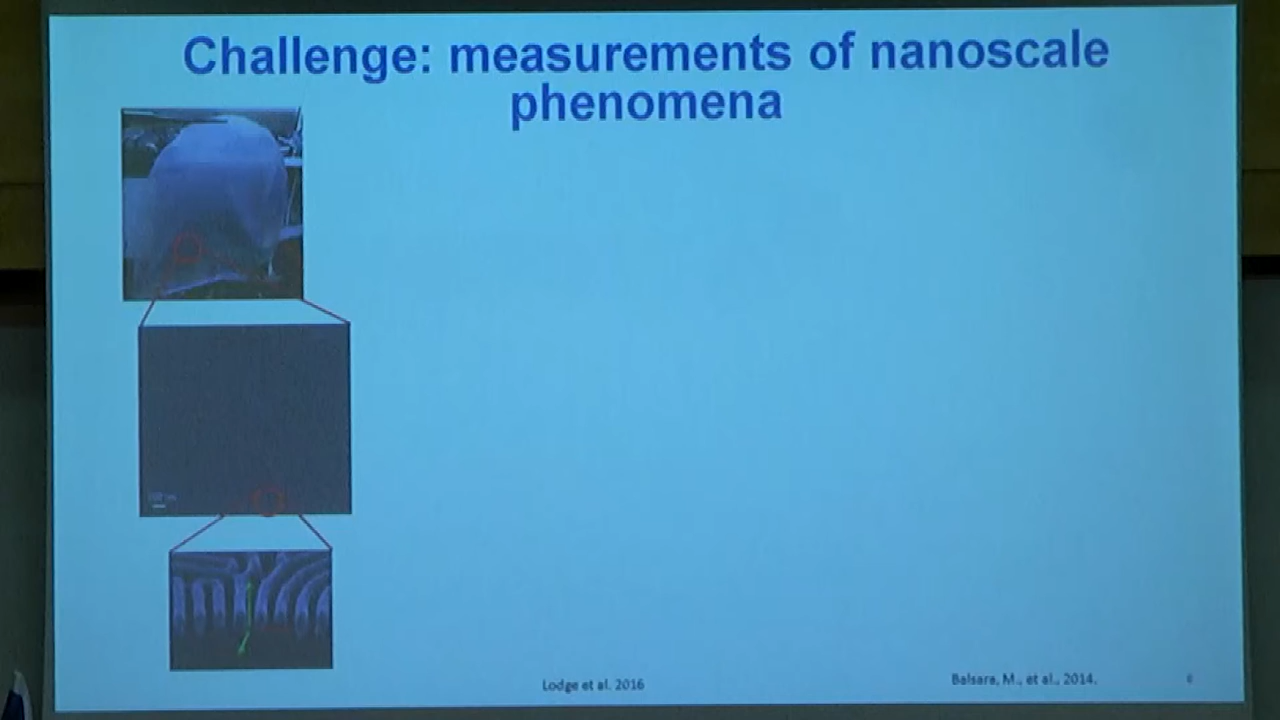 Challenge: measurements of nanoscale
phenomena
Lodge et al. 2016
Balsara, M., et al., 2014.